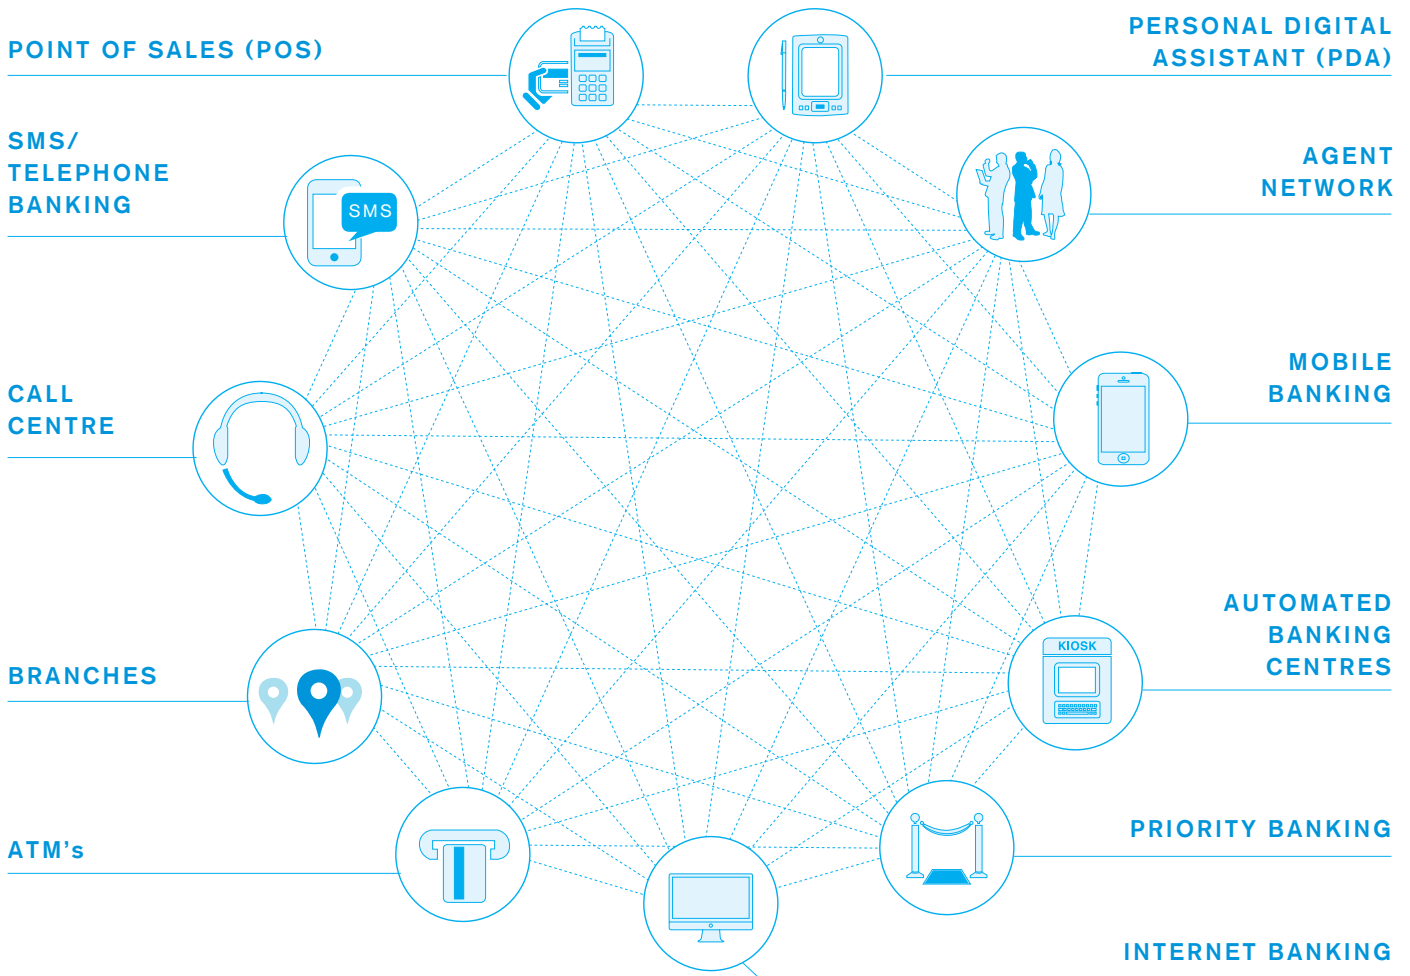 POINT OF SALES (POS)
PERSONAL DIGITAL
ASSISTANT (PDA)
SMS/
TELEPHONE
BANKING
SMS
AGENT
NETWORK
CALL
CENTRE
MOBILE
BANKING
AUTOMATED
BANKING
CENTRES
KIOSK
BRANCHES
ATM's
PRIORITY BANKING
INTERNET BANKING